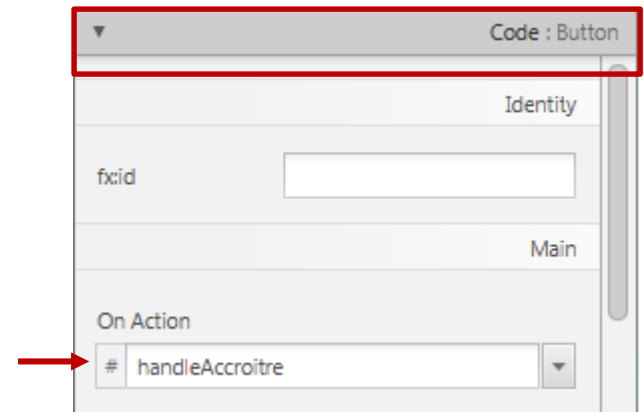 ▼ Code : Button
Identity
fx:id
Main
On Action
# handleAccroitre